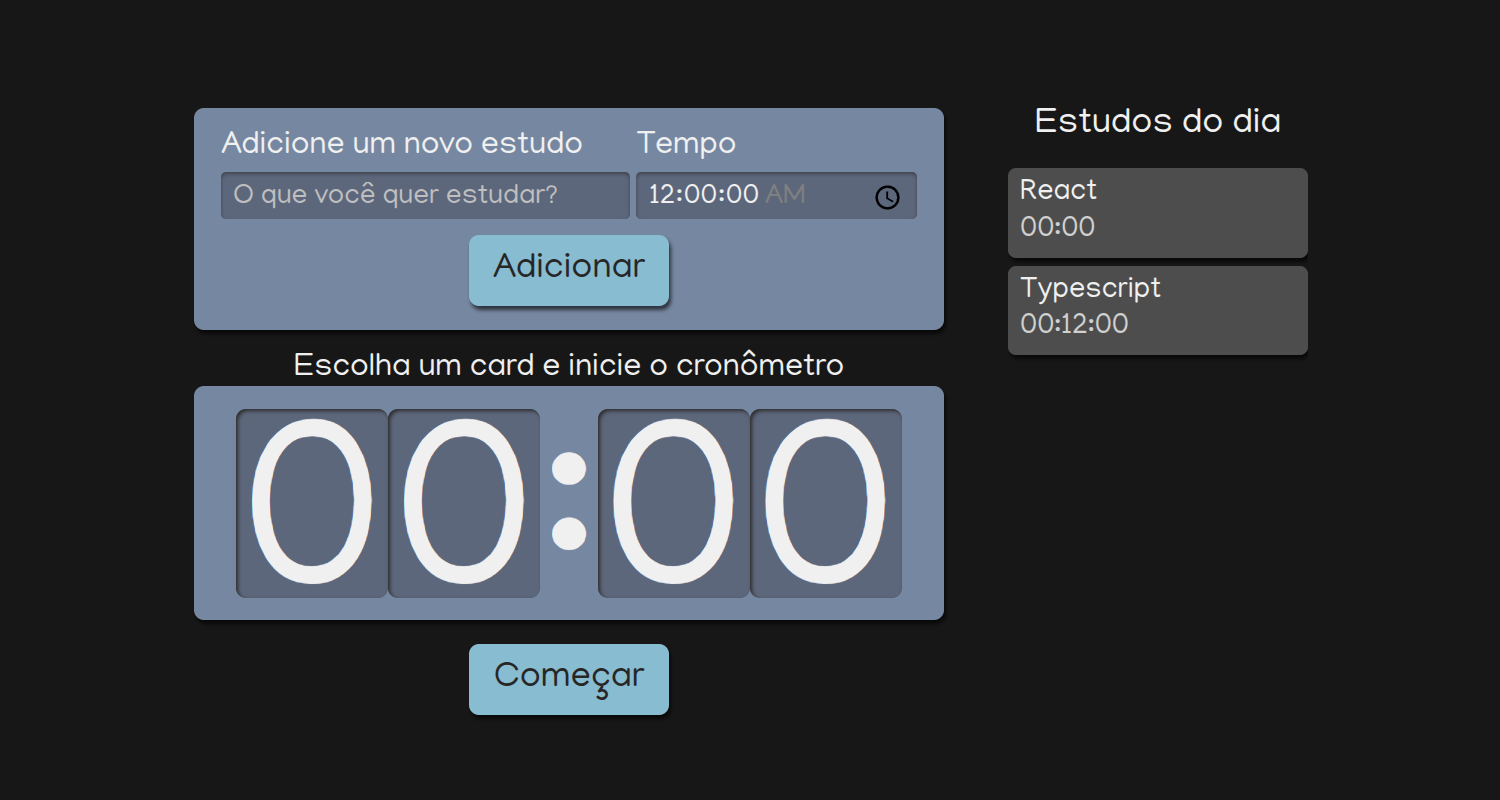 Adicione um novo estudo
Tempo
O que você quer estudar?
12:00:00 AM
Adicionar
Escolha um card e inicie o cronômetro
00:00
Começar
Estudos do dia
React
00:00
Typescript
00:12:00